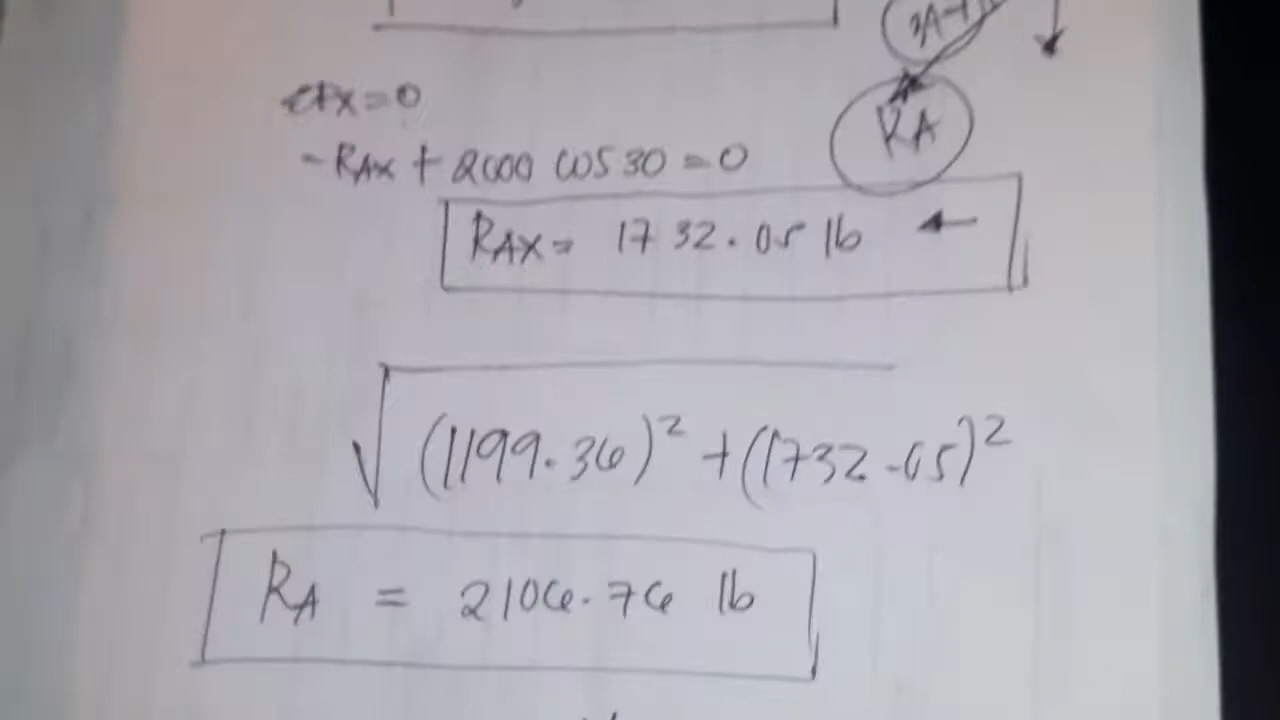 ΣFX=0
RA
-RAX + 2000 COS 30 = 0
RAX = 1732.05 lb ←
√(1199.36)² + (1732.05)²
RA = 2106.76 lb